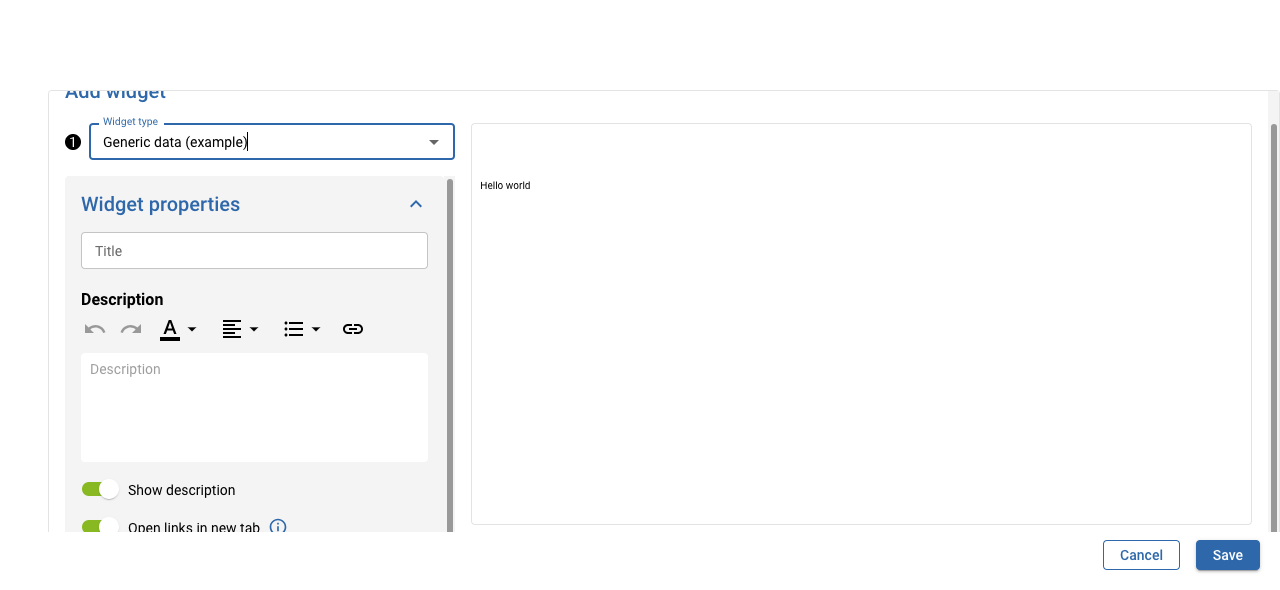 Add widget
Widget type
1
Generic data (example)
Hello world
Widget properties
Title
Description
A
Description
Show description
Open links in new tab
Cancel
Save